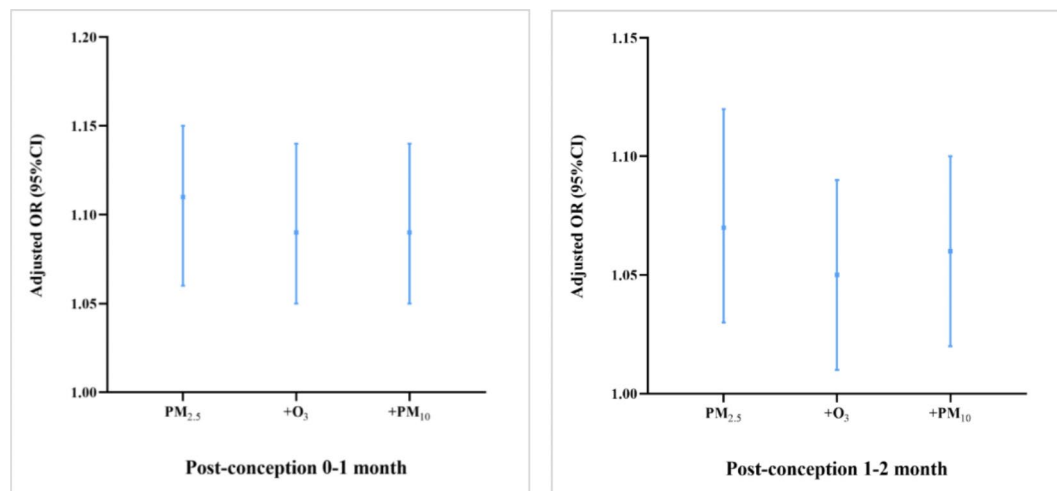 Adjusted OR (95%CI)
1.20
1.15
1.10
1.05
1.00
PM2.5
+O3
+PM10
Post-conception 0-1 month
Adjusted OR (95%CI)
1.15
1.10
1.05
1.00
PM2.5
+O3
+PM10
Post-conception 1-2 month